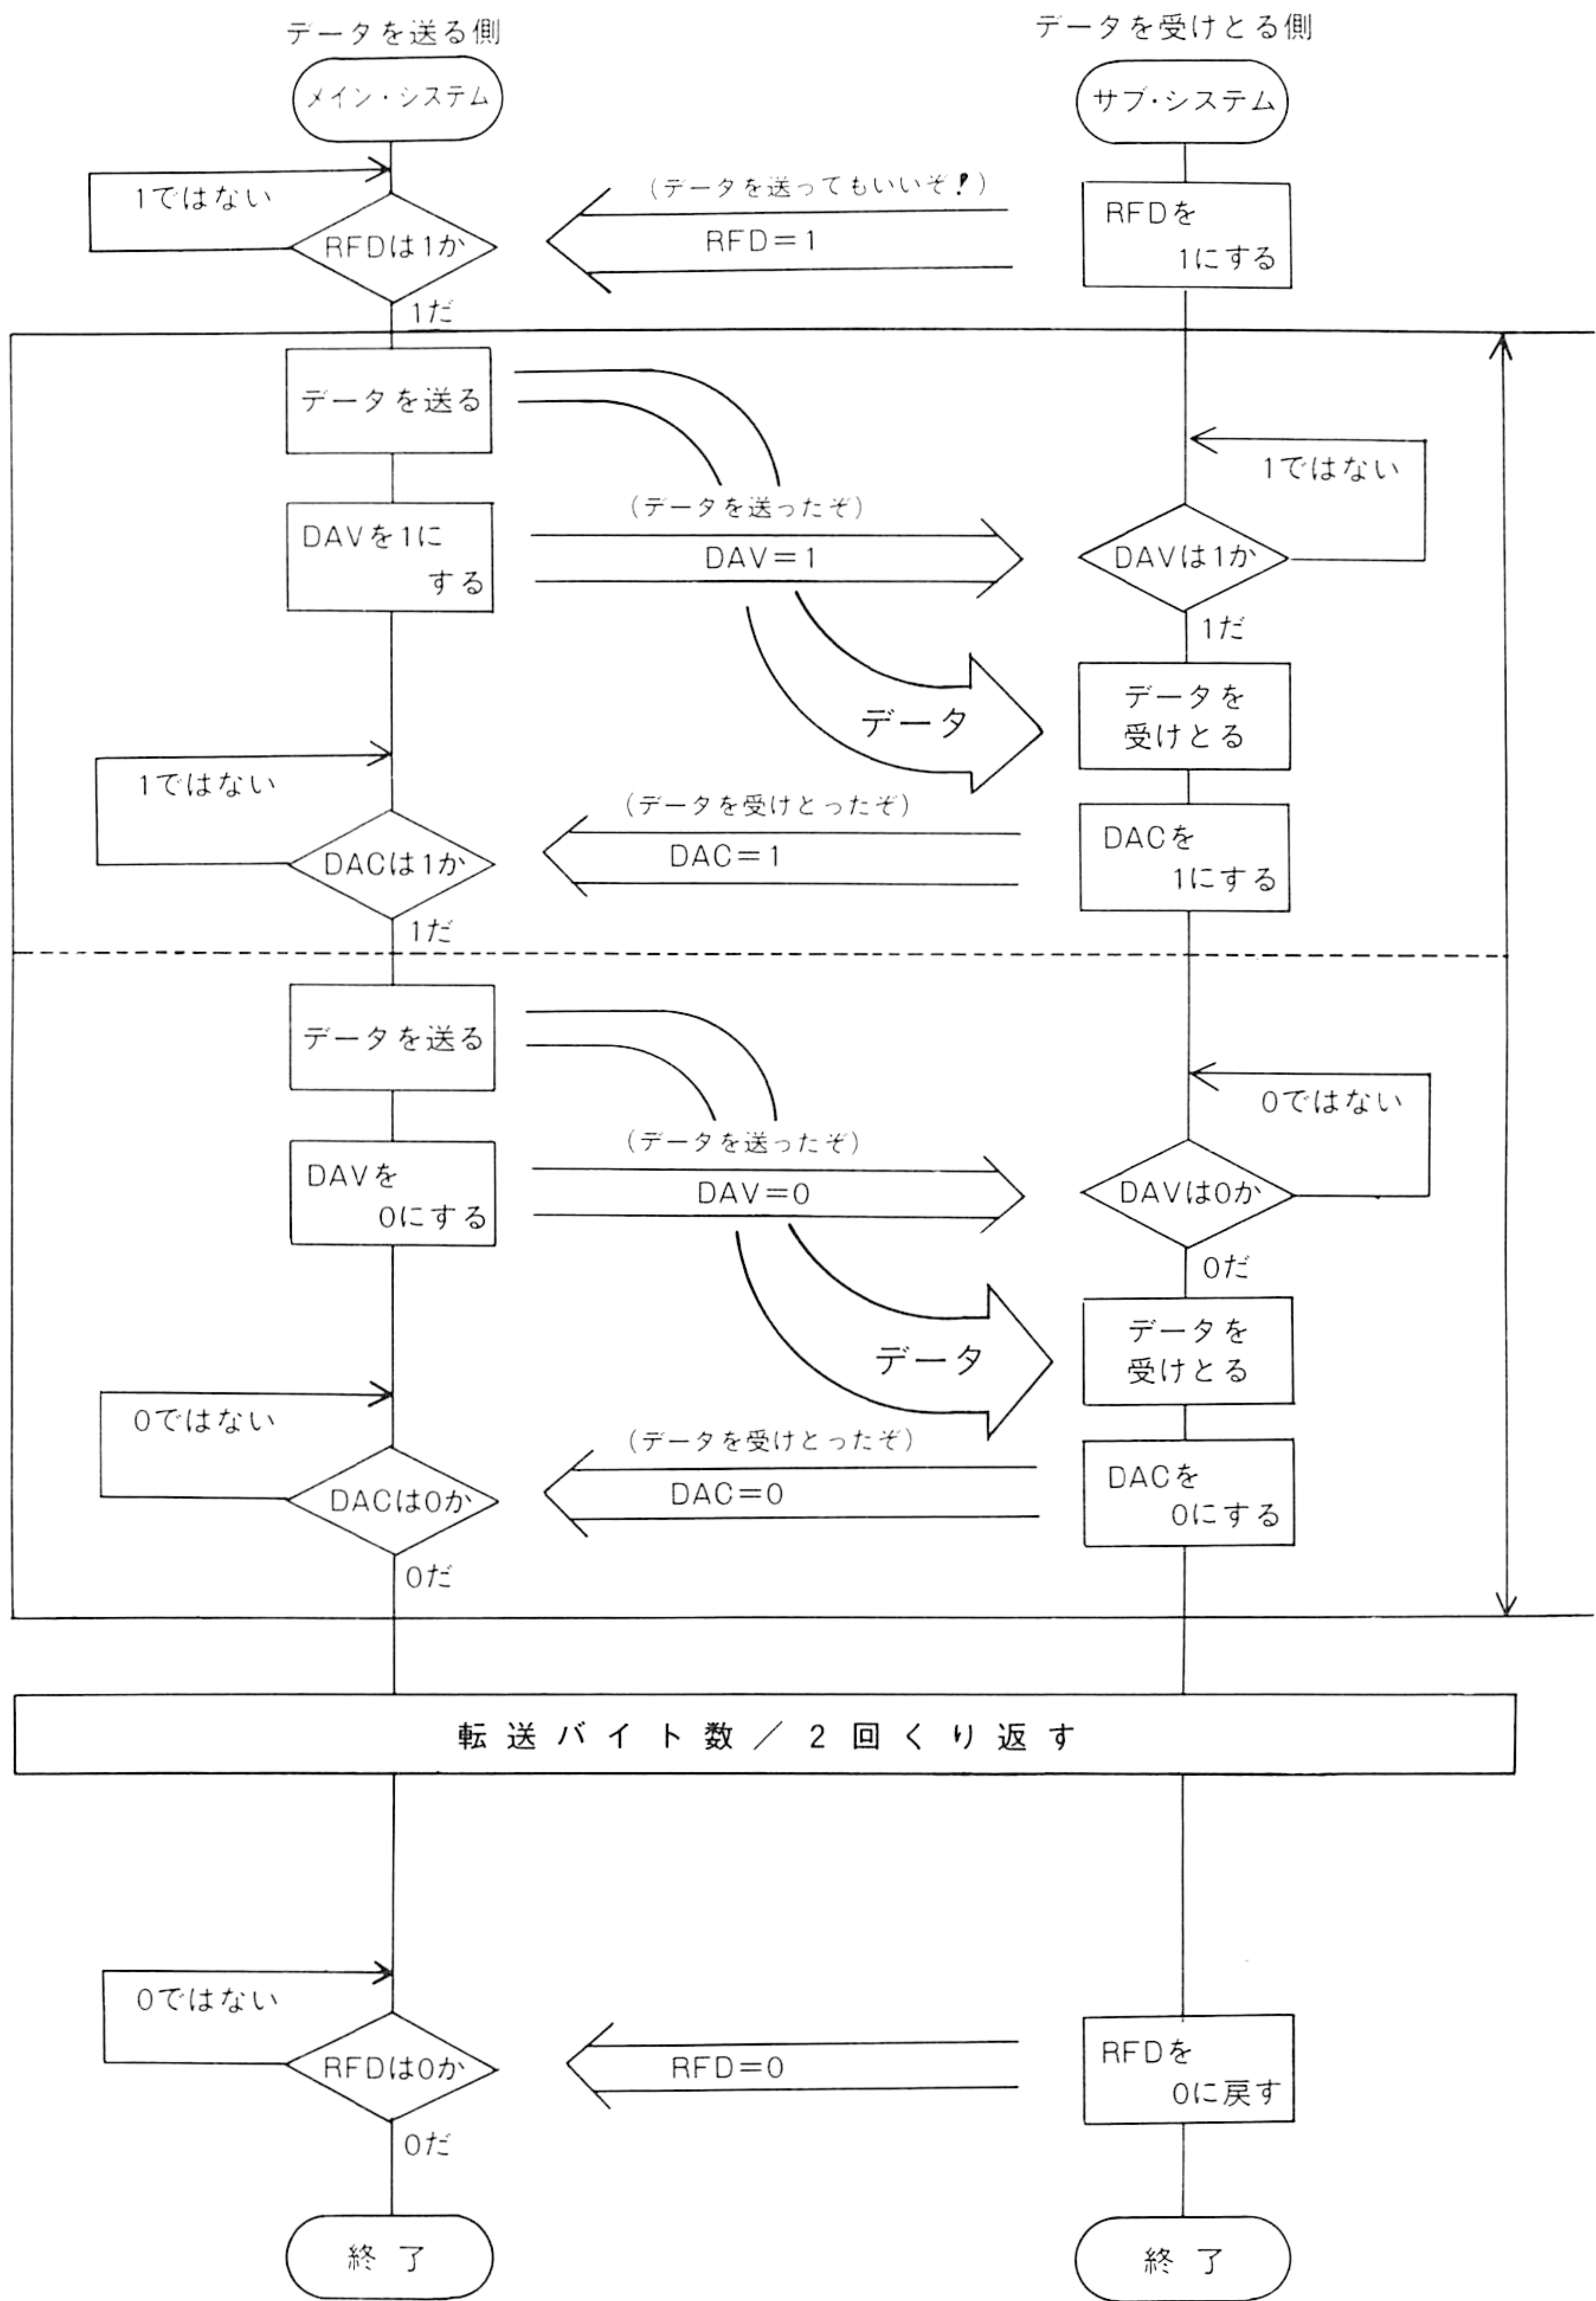 データを送る側
データを受けとる側
メイン・システム
サブ・システム
1ではない
(データを送ってもいいぞ!)
RFDを
1にする
RFDは1か
RFD=1
1だ
データを送る
1ではない
(データを送ったぞ)
DAVを1に
する
DAV=1
DAVは1か
1だ
データを
受けとる
データ
1ではない
(データを受けとったぞ)
DACを
1にする
DACは1か
DAC=1
1だ
データを送る
0ではない
(データを送ったぞ)
DAVを
0にする
DAV=0
DAVは0か
0だ
データを
受けとる
データ
0ではない
(データを受けとったぞ)
DACを
0にする
DACは0か
DAC=0
0だ
転送バイト数/2回くり返す
0ではない
RFDは0か
RFD=0
RFDを
0に戻す
0だ
終了
終了